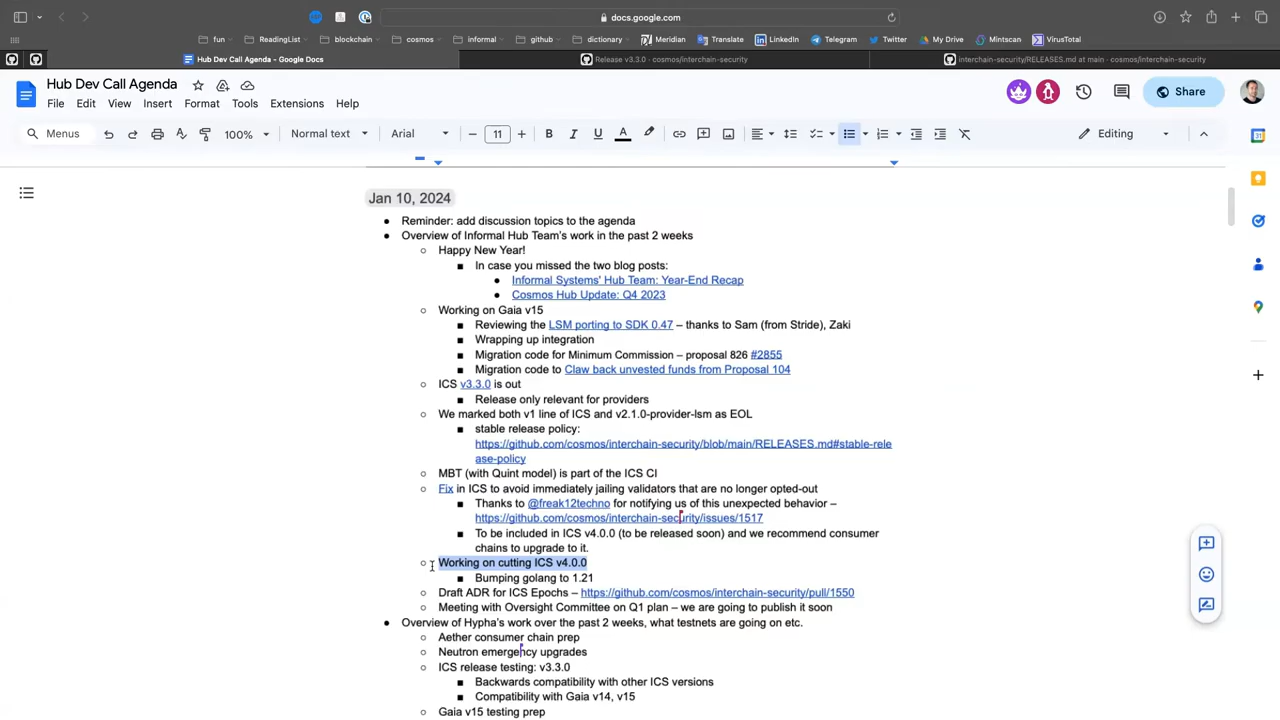 docs.google.com
fun ReadingList blockchain cosmos informal github dictionary Meridian Translate LinkedIn Telegram Twitter My Drive Mintscan VirusTotal
Hub Dev Call Agenda - Google Docs Release v3.3.0 · cosmos/interchain-security interchain-security/RELEASES.md at main · cosmos/interchain-security
Hub Dev Call Agenda
File Edit View Insert Format Tools Extensions Help
Share
Menus 100% Normal text Arial 11 Editing
Jan 10, 2024
Reminder: add discussion topics to the agenda
Overview of Informal Hub Team's work in the past 2 weeks
Happy New Year!
In case you missed the two blog posts:
Informal Systems' Hub Team: Year-End Recap
Cosmos Hub Update: Q4 2023
Working on Gaia v15
Reviewing the LSM porting to SDK 0.47 – thanks to Sam (from Stride), Zaki
Wrapping up integration
Migration code for Minimum Commission – proposal 826 #2855
Migration code to Claw back unvested funds from Proposal 104
ICS v3.3.0 is out
Release only relevant for providers
We marked both v1 line of ICS and v2.1.0-provider-lsm as EOL
stable release policy:
https://github.com/cosmos/interchain-security/blob/main/RELEASES.md#stable-rele
ase-policy
MBT (with Quint model) is part of the ICS CI
Fix in ICS to avoid immediately jailing validators that are no longer opted-out
Thanks to @freak12techno for notifying us of this unexpected behavior –
https://github.com/cosmos/interchain-security/issues/1517
To be included in ICS v4.0.0 (to be released soon) and we recommend consumer
chains to upgrade to it.
Working on cutting ICS v4.0.0
Bumping golang to 1.21
Draft ADR for ICS Epochs – https://github.com/cosmos/interchain-security/pull/1550
Meeting with Oversight Committee on Q1 plan – we are going to publish it soon
Overview of Hypha's work over the past 2 weeks, what testnets are going on etc.
Aether consumer chain prep
Neutron emergency upgrades
ICS release testing: v3.3.0
Backwards compatibility with other ICS versions
Compatibility with Gaia v14, v15
Gaia v15 testing prep